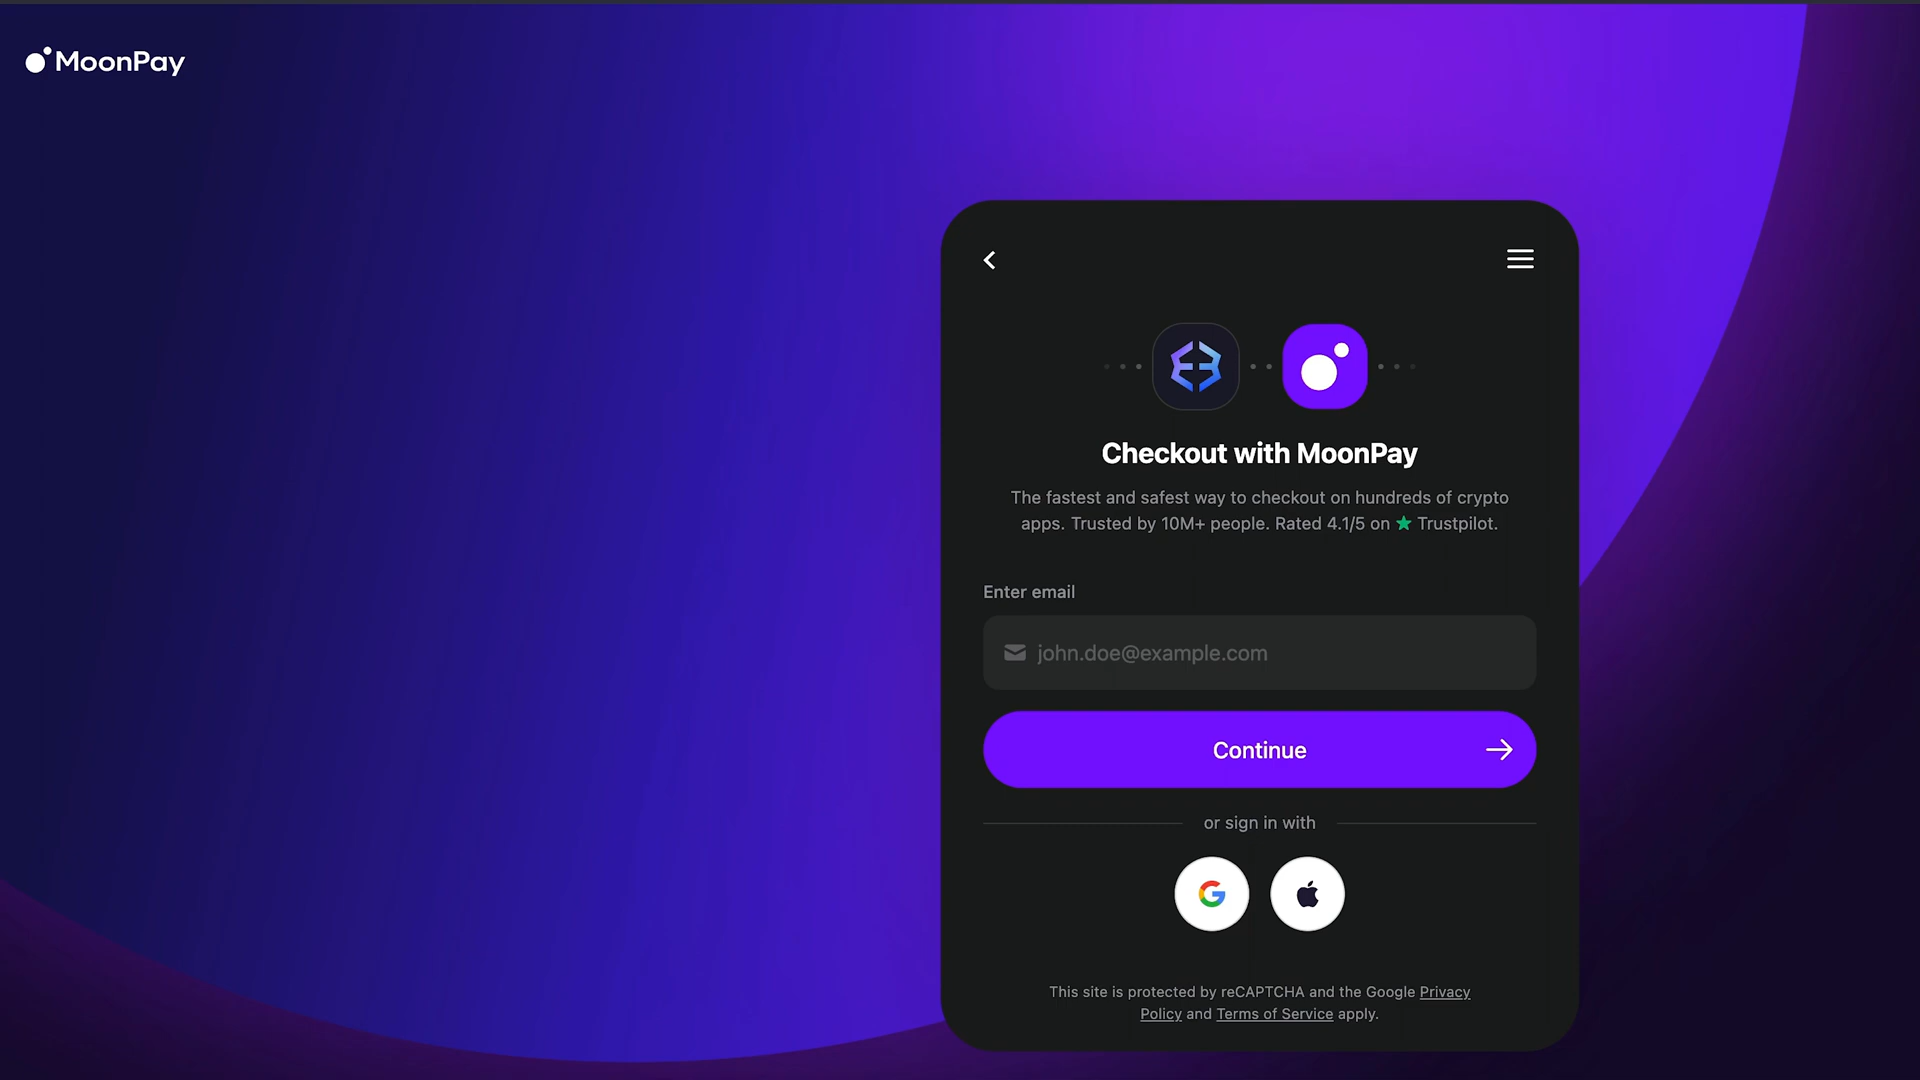 MoonPay
Checkout with MoonPay
The fastest and safest way to checkout on hundreds of crypto
apps. Trusted by 10M+ people. Rated 4.1/5 on ★ Trustpilot.
Enter email
john.doe@example.com
Continue
or sign in with
This site is protected by reCAPTCHA and the Google Privacy
Policy and Terms of Service apply.